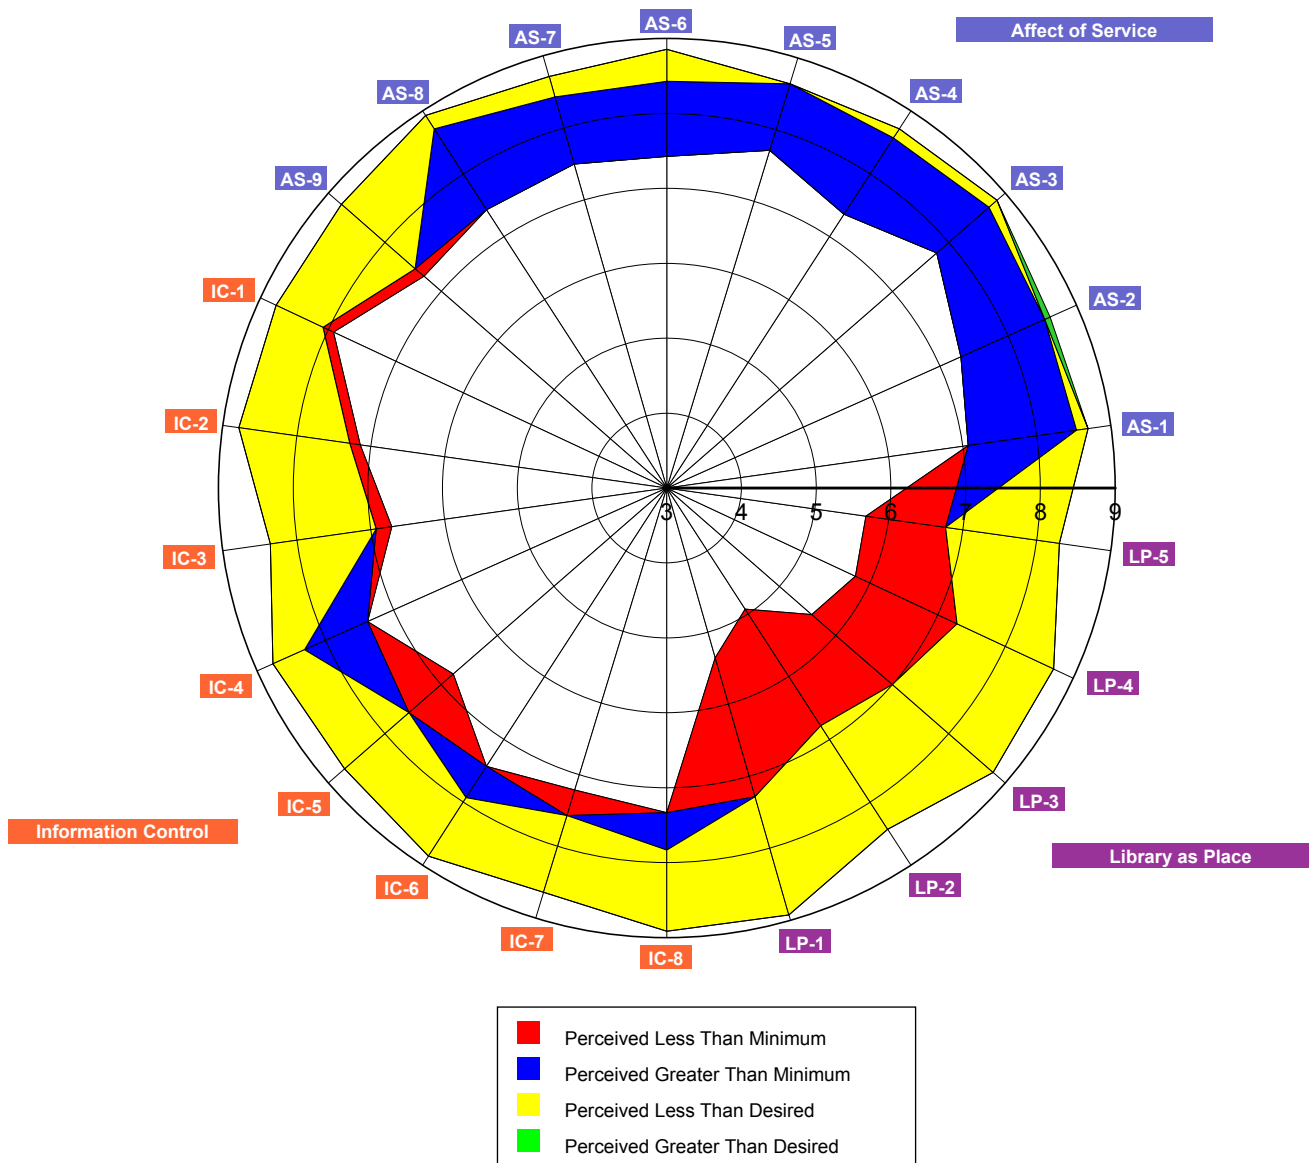 AS-6
Affect of Service
AS-7
AS-5
AS-8
AS-4
AS-9
AS-3
IC-1
AS-2
IC-2
AS-1
3 4 5 6 7 8 9
IC-3
LP-5
IC-4
LP-4
IC-5
LP-3
Information Control
Library as Place
IC-6
LP-2
IC-7
LP-1
IC-8
Perceived Less Than Minimum
Perceived Greater Than Minimum
Perceived Less Than Desired
Perceived Greater Than Desired